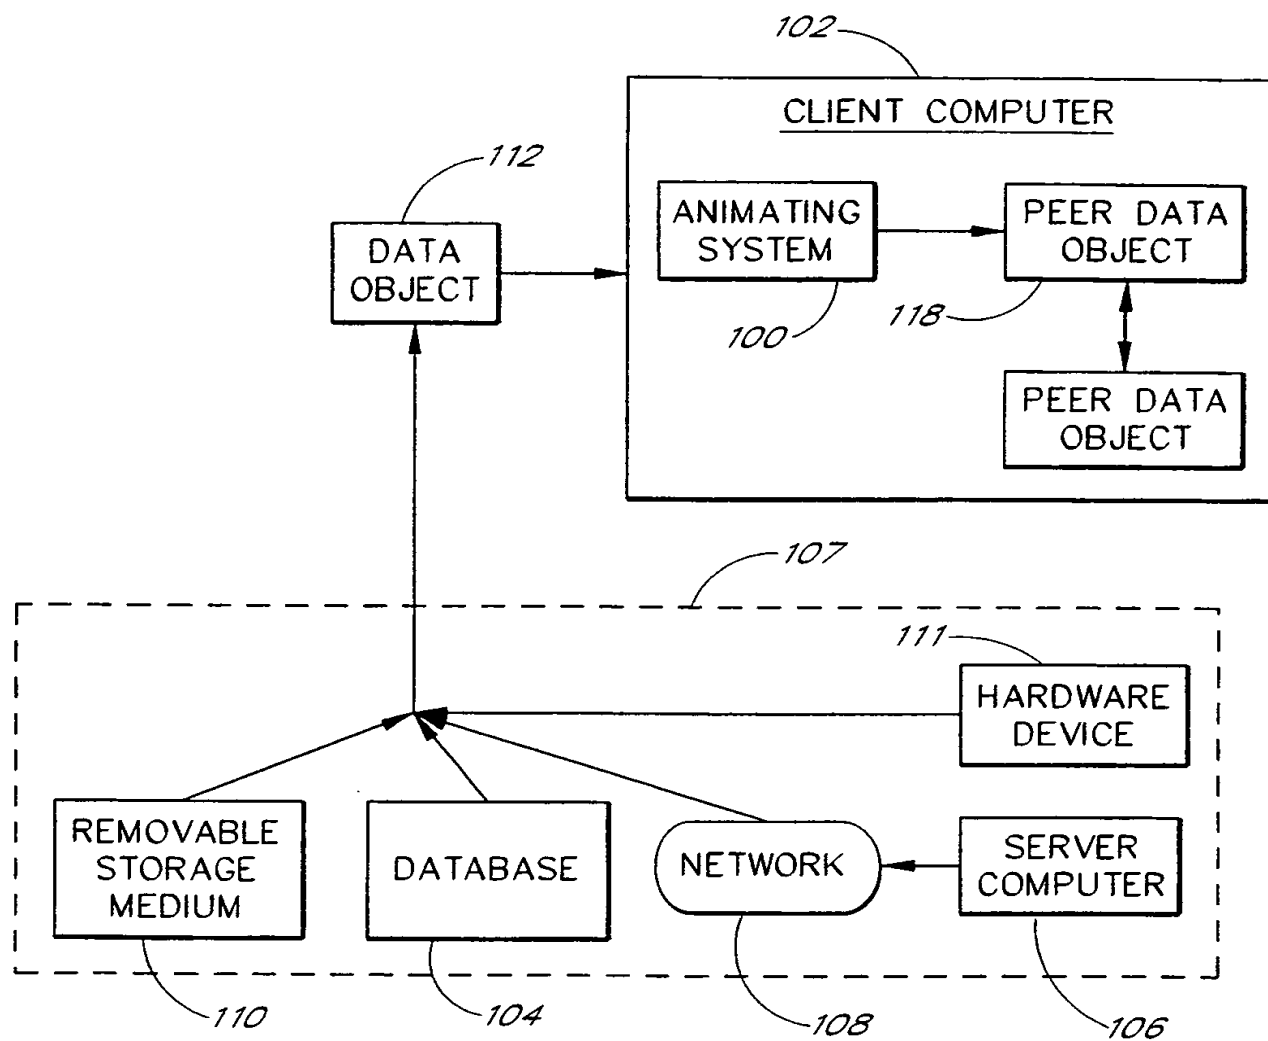 102
CLIENT COMPUTER
112
ANIMATING
SYSTEM
PEER DATA
OBJECT
DATA
OBJECT
100
118
PEER DATA
OBJECT
107
111
HARDWARE
DEVICE
REMOVABLE
STORAGE
MEDIUM
DATABASE
NETWORK
SERVER
COMPUTER
110
104
108
106